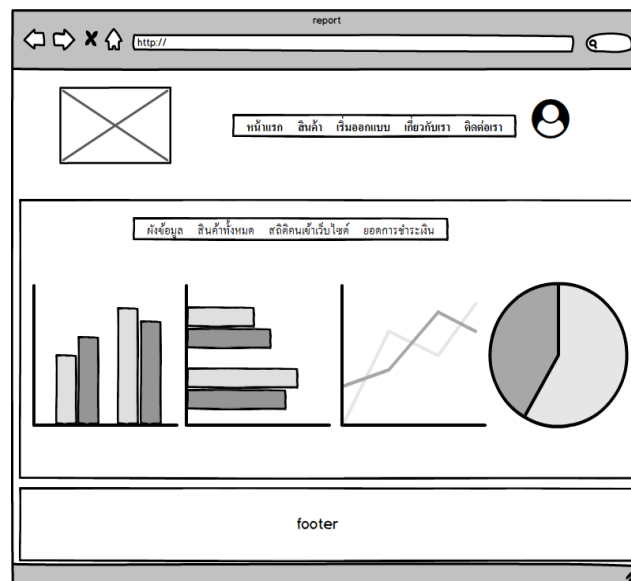 report
http://
หน้าแรก สินค้า เริ่มออกแบบ เกี่ยวกับเรา ติดต่อเรา
ผังข้อมูล สินค้าทั้งหมด สถิติคนเข้าเว็บไซต์ ยอดการชำระเงิน
footer